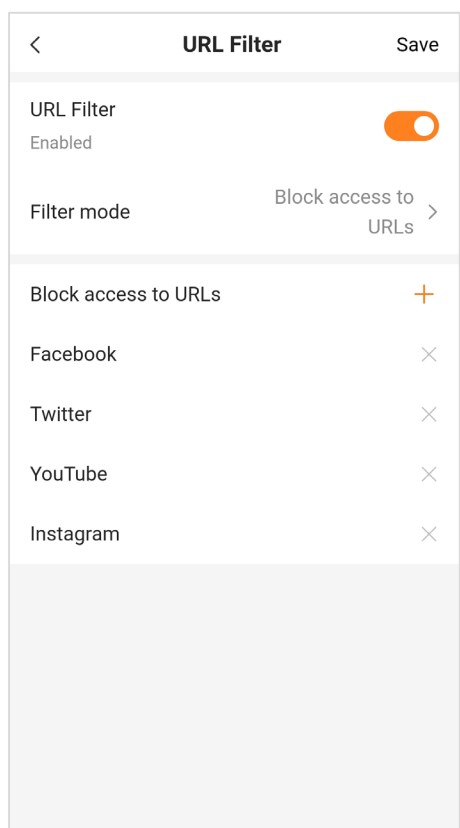 URL Filter
Save
URL Filter
Enabled
Filter mode
Block access to
URLs
Block access to URLs
Facebook
Twitter
YouTube
Instagram